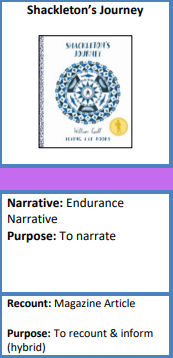 Shackleton's Journey
SHACKLETON'S
JOURNEY
William Grill
FLYING EYE BOOKS
Narrative: Endurance
Narrative
Purpose: To narrate
Recount: Magazine Article
Purpose: To recount & inform
(hybrid)